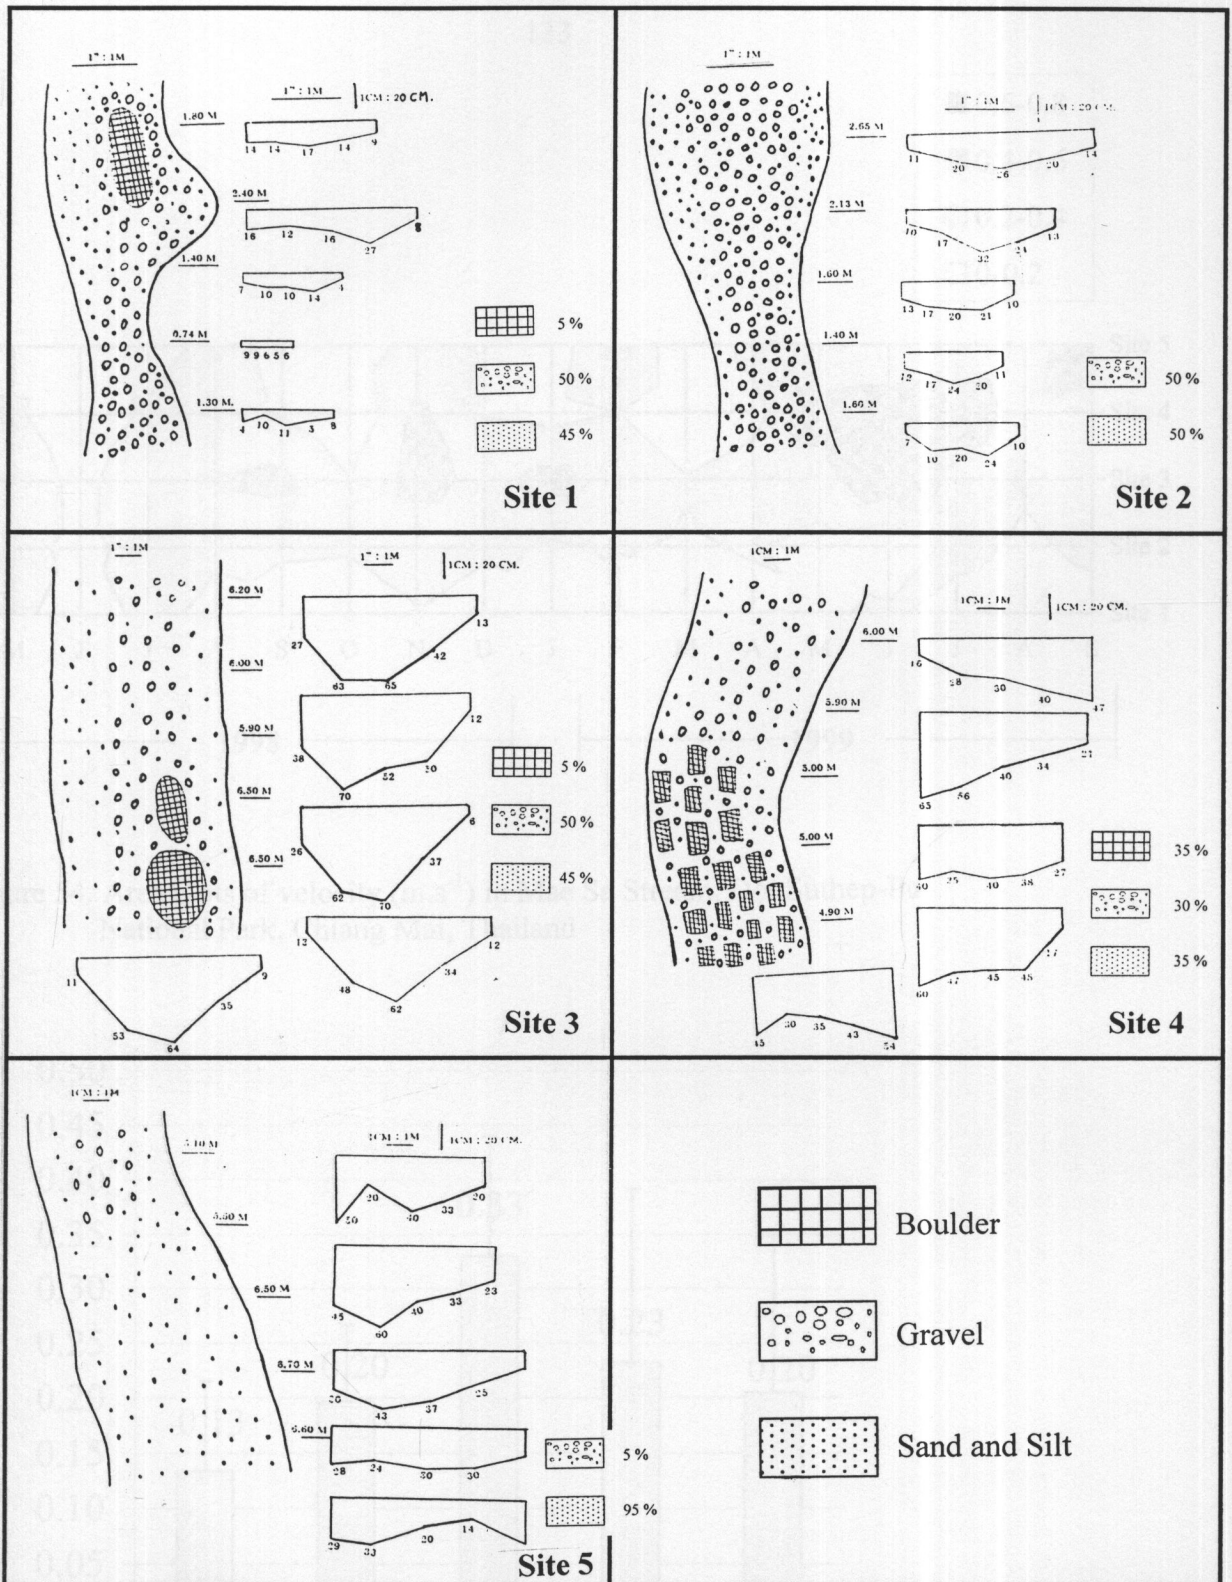 1" : 1M
1" : 1M 1CM : 20 CM.
1.80 M
14 14 17 14 9
2.40 M
16 12 16 27 8
1.40 M
7 10 10 14 4
0.74 M
9 9 6 5 6
1.30 M.
4 10 11 3 8
5 %
50 %
45 %
Site 1
1" : 1M
1" : 1M 1CM : 20 CM.
2.65 M
11 20 26 20 14
2.13 M
10 17 32 24 13
1.60 M
13 17 20 21 10
1.40 M
12 17 24 20 11
1.60 M
7 10 20 24 10
50 %
50 %
Site 2
1" : 1M
1" : 1M 1CM : 20 CM.
6.20 M
27 63 65 42 13
6.00 M
38 70 52 12
5.90 M
6.50 M
26 62 70 37 6
6.50 M
48 62 34 12
11 53 64 35 9
5 %
50 %
45 %
Site 3
1CM : 1M
1CM : 1M 1CM : 20 CM.
6.00 M
16 28 30 40 47
5.90 M
65 56 40 34 21
5.00 M
40 25 40 38 27
5.00 M
60 47 45 45
4.90 M
45 30 35 43 54
35 %
30 %
35 %
Site 4
1CM : 1M
1CM : 1M 1CM : 20 CM.
5.10 M
20 40 33 20
45 60 40 33 23
6.50 M
43 37 25
28 24 30 30
29 33 20 14
5 %
95 %
Site 5
Boulder
Gravel
Sand and Silt